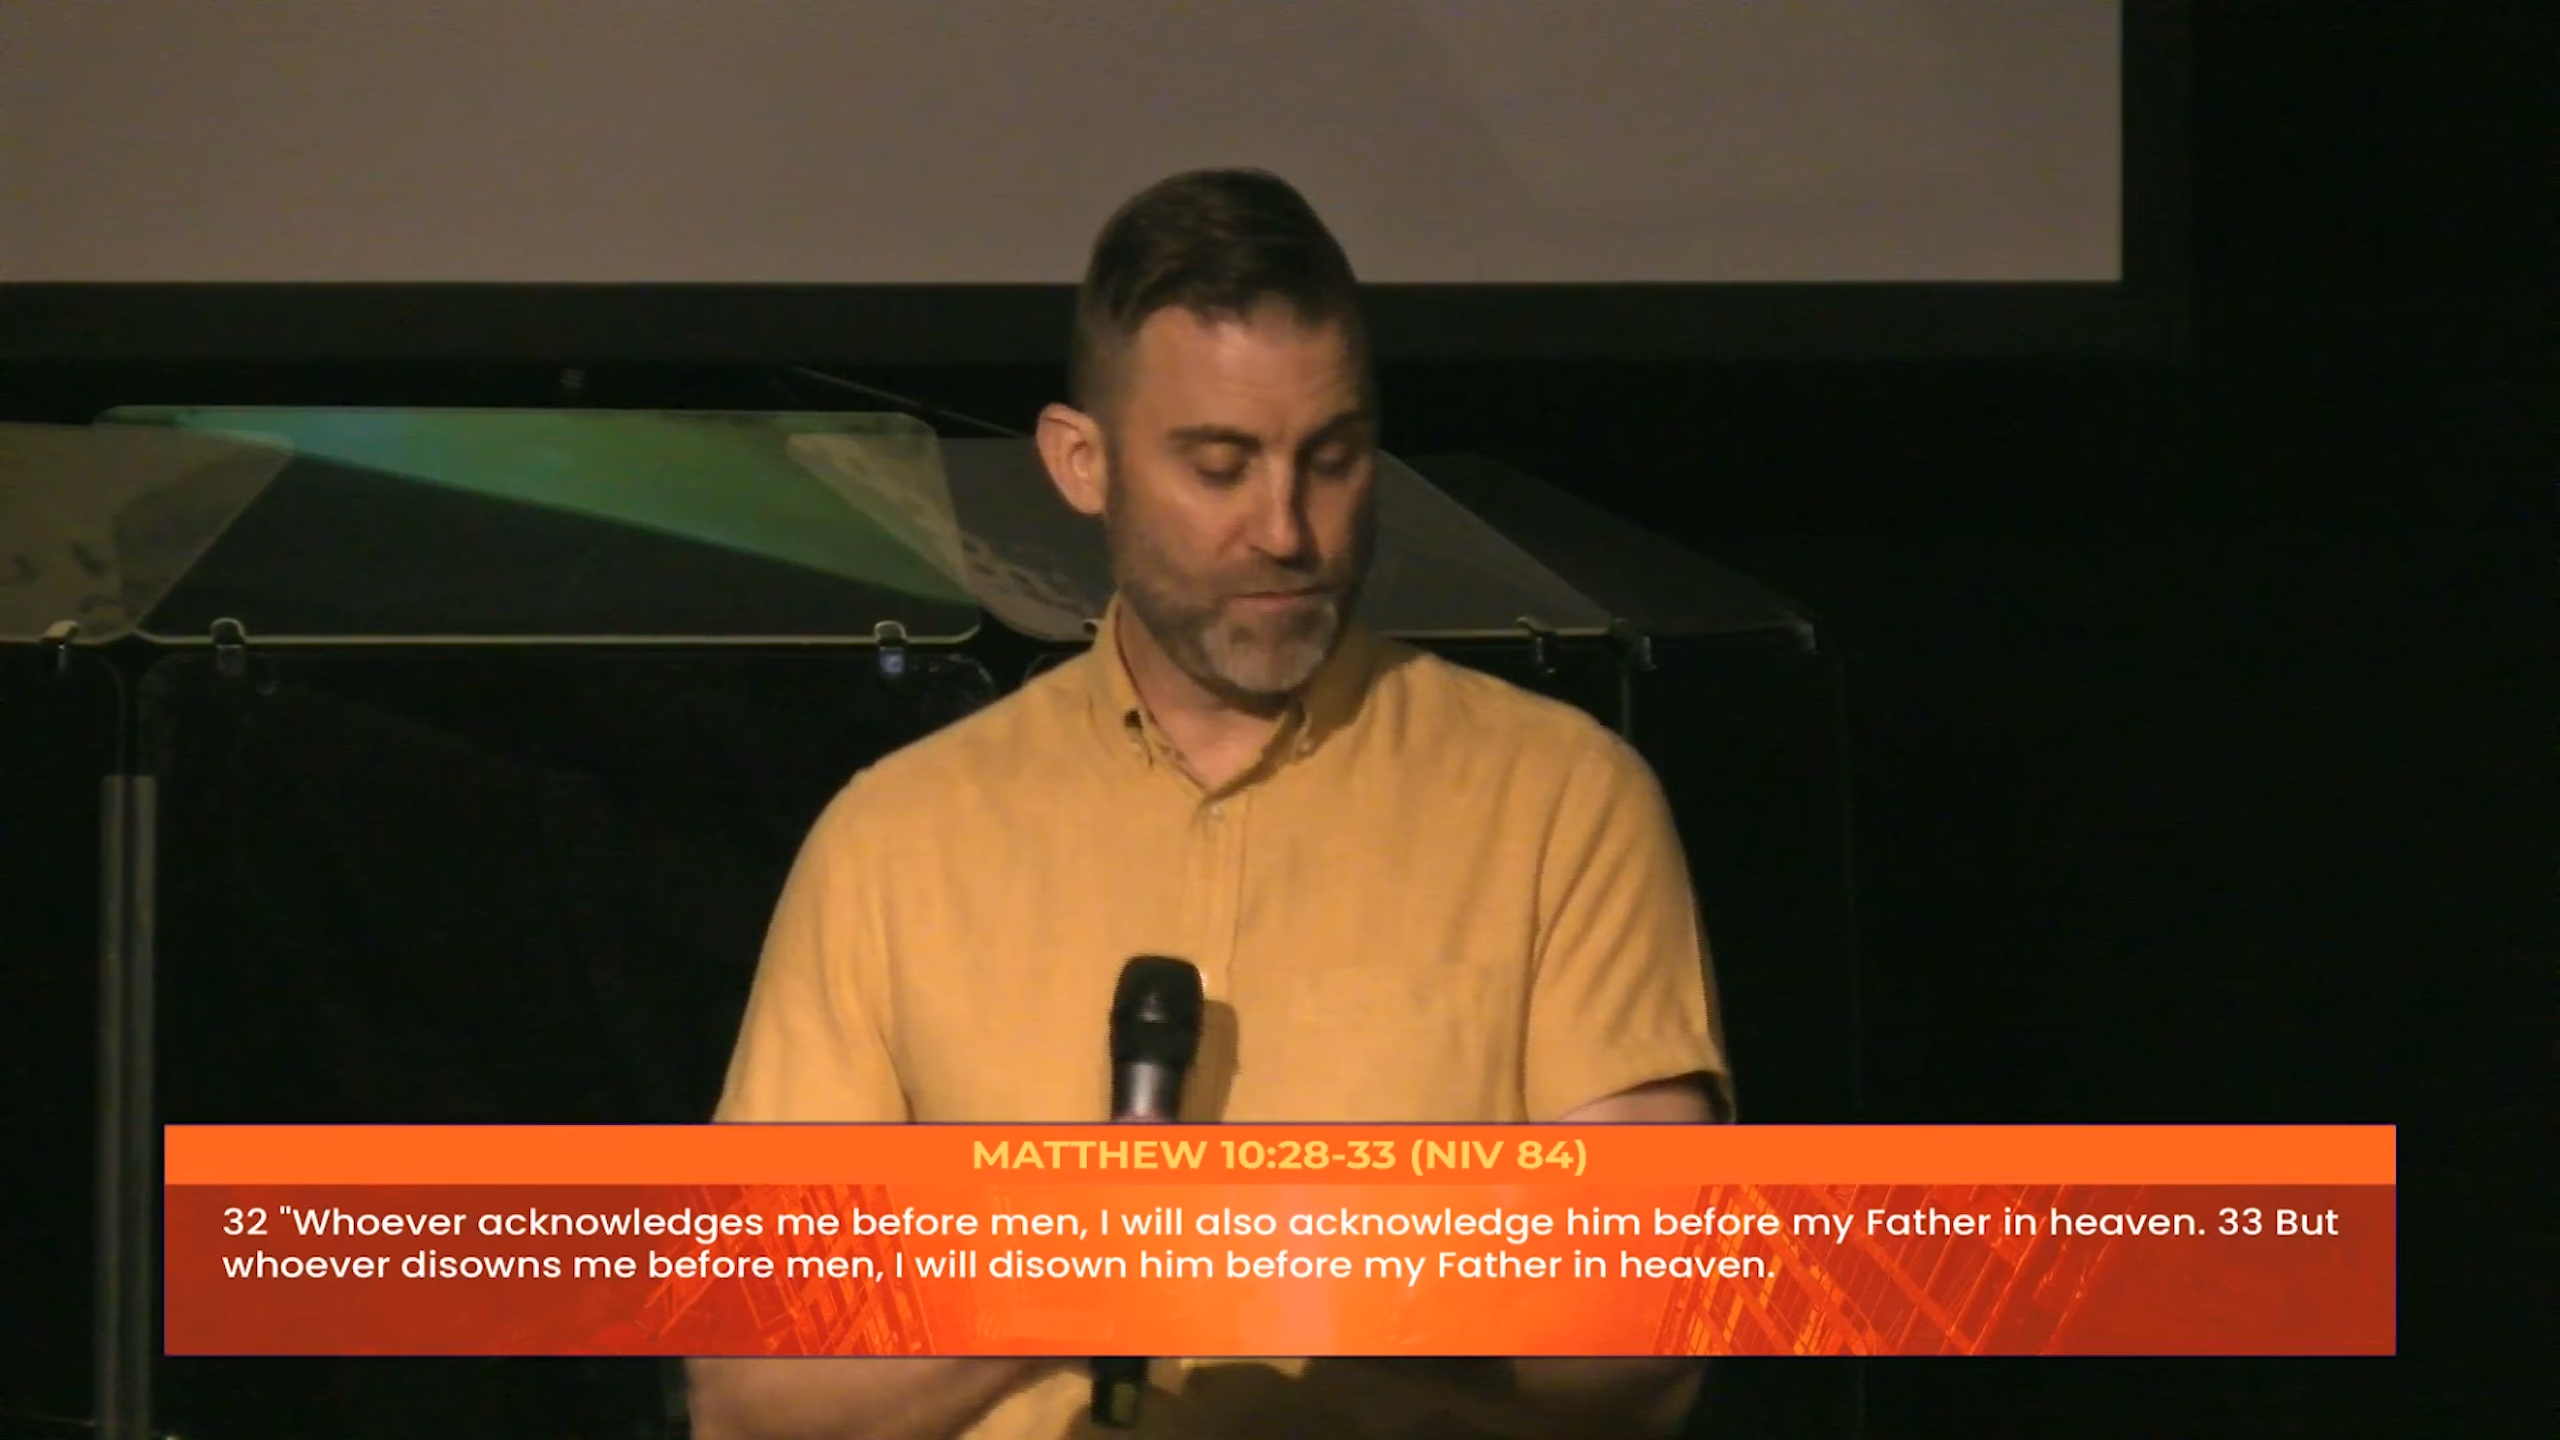 MATTHEW 10:28-33 (NIV 84)
32 "Whoever acknowledges me before men, I will also acknowledge him before my Father in heaven. 33 But
whoever disowns me before men, I will disown him before my Father in heaven.